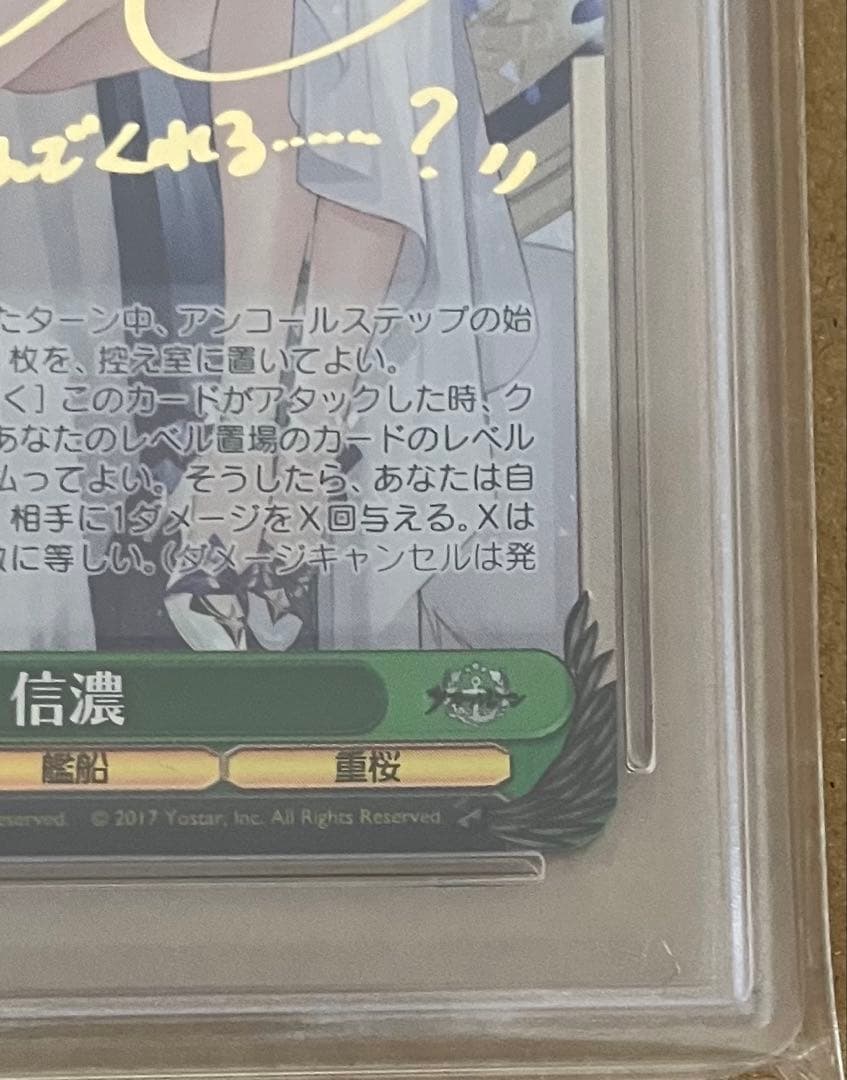 んでくれる……？"
たターン中、アンコールステップの始
枚を、控え室に置いてよい。
く］このカードがアタックした時、ク
あなたのレベル置場のカードのレベル
払ってよい。そうしたら、あなたは自
相手に1ダメージをX回与える。Xは
数に等しい。（ダメージキャンセルは発
信濃
艦船 重桜
eserved. © 2017 Yostar, Inc. All Rights Reserved.